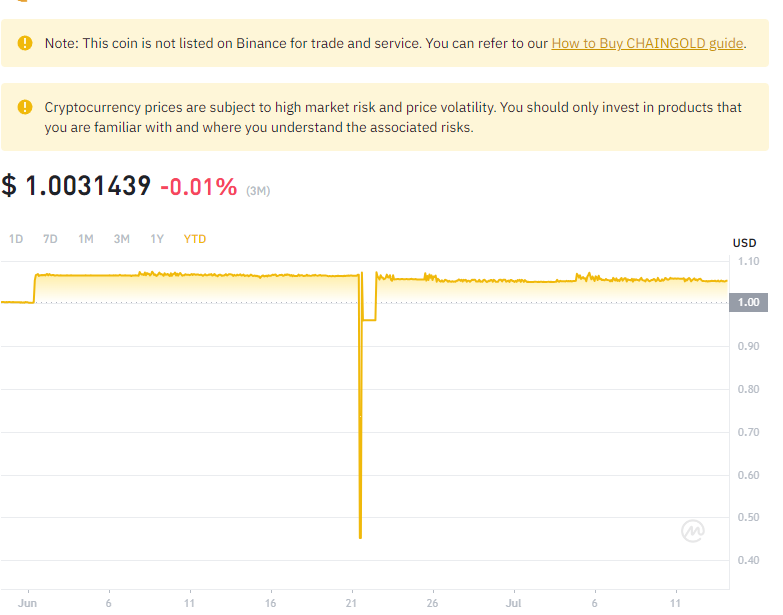 Note: This coin is not listed on Binance for trade and service. You can refer to our How to Buy CHAINGOLD guide.
Cryptocurrency prices are subject to high market risk and price volatility. You should only invest in products that
you are familiar with and where you understand the associated risks.
$ 1.0031439 -0.01% (3M)
1D 7D 1M 3M 1Y YTD
USD
1.10
1.00
0.90
0.80
0.70
0.60
0.50
0.40
Jun 6 11 16 21 26 Jul 6 11